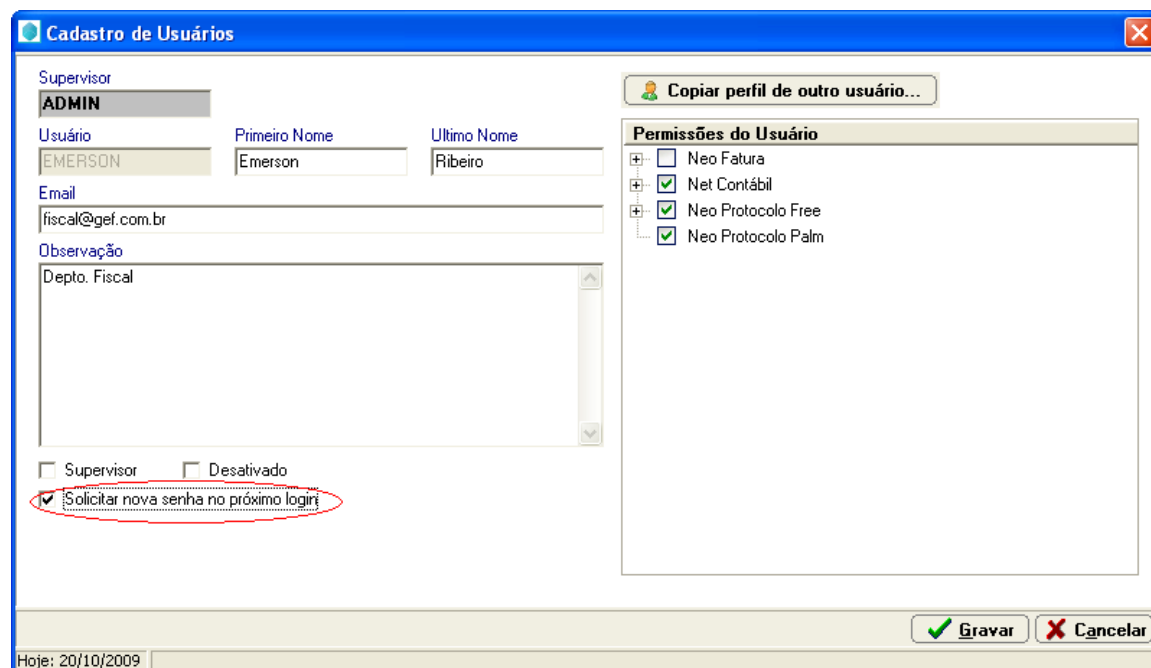 Cadastro de Usuários
Supervisor
ADMIN
Usuário Primeiro Nome Ultimo Nome
EMERSON Emerson Ribeiro
Email
fiscal@gef.com.br
Observação
Depto. Fiscal
Supervisor Desativado
Solicitar nova senha no próximo login
Copiar perfil de outro usuário...
Permissões do Usuário
Neo Fatura
Net Contábil
Neo Protocolo Free
Neo Protocolo Palm
Gravar Cancelar
Hoje: 20/10/2009